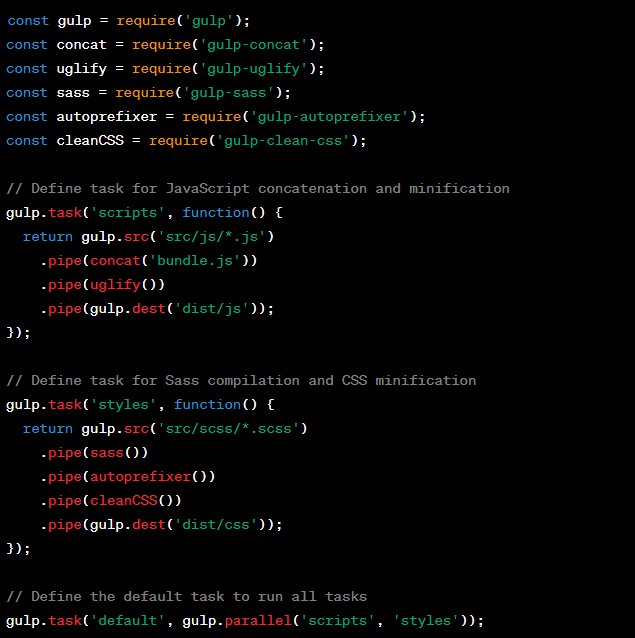 const gulp = require('gulp');
const concat = require('gulp-concat');
const uglify = require('gulp-uglify');
const sass = require('gulp-sass');
const autoprefixer = require('gulp-autoprefixer');
const cleanCSS = require('gulp-clean-css');

// Define task for JavaScript concatenation and minification
gulp.task('scripts', function() {
  return gulp.src('src/js/*.js')
    .pipe(concat('bundle.js'))
    .pipe(uglify())
    .pipe(gulp.dest('dist/js'));
});

// Define task for Sass compilation and CSS minification
gulp.task('styles', function() {
  return gulp.src('src/scss/*.scss')
    .pipe(sass())
    .pipe(autoprefixer())
    .pipe(cleanCSS())
    .pipe(gulp.dest('dist/css'));
});

// Define the default task to run all tasks
gulp.task('default', gulp.parallel('scripts', 'styles'));